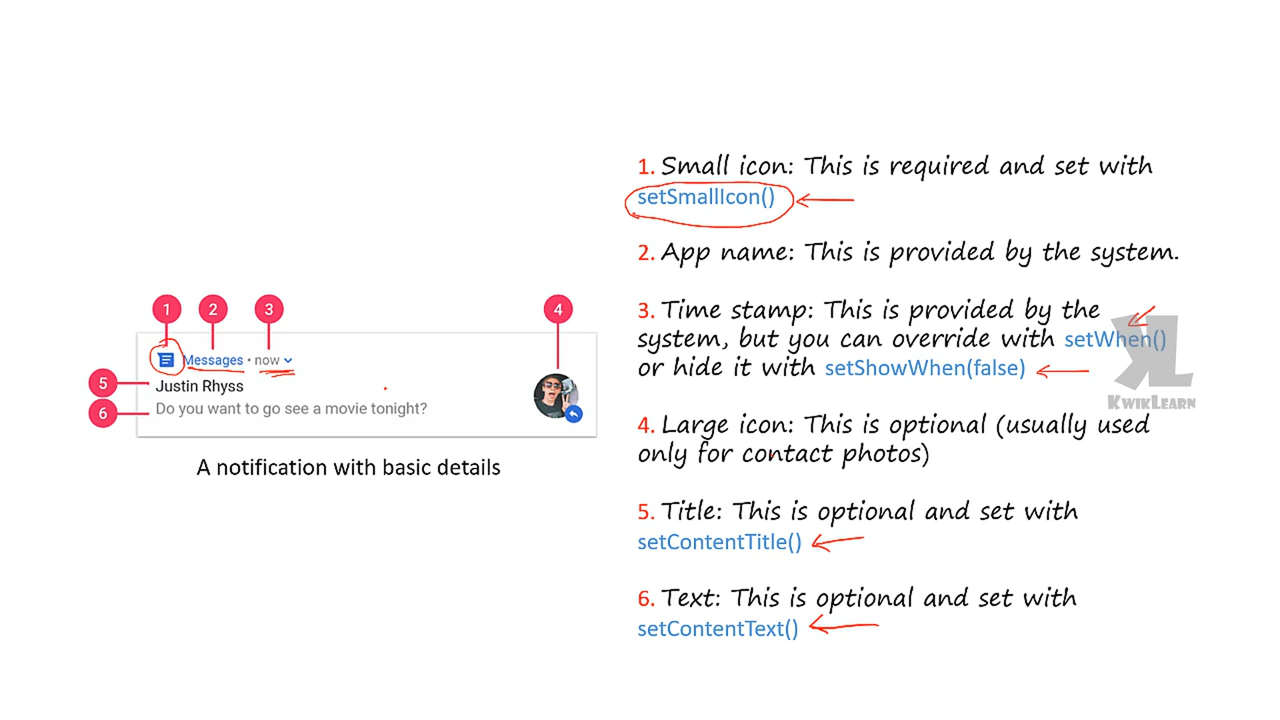 1 2 3 4
Messages • now
5 Justin Rhyss
6 Do you want to go see a movie tonight?
A notification with basic details
1. Small icon: This is required and set with
setSmallIcon()
2. App name: This is provided by the system.
3. Time stamp: This is provided by the
system, but you can override with setWhen()
or hide it with setShowWhen(false)
4. Large icon: This is optional (usually used
only for contact photos)
5. Title: This is optional and set with
setContentTitle()
6. Text: This is optional and set with
setContentText()
KL
KwikLearn